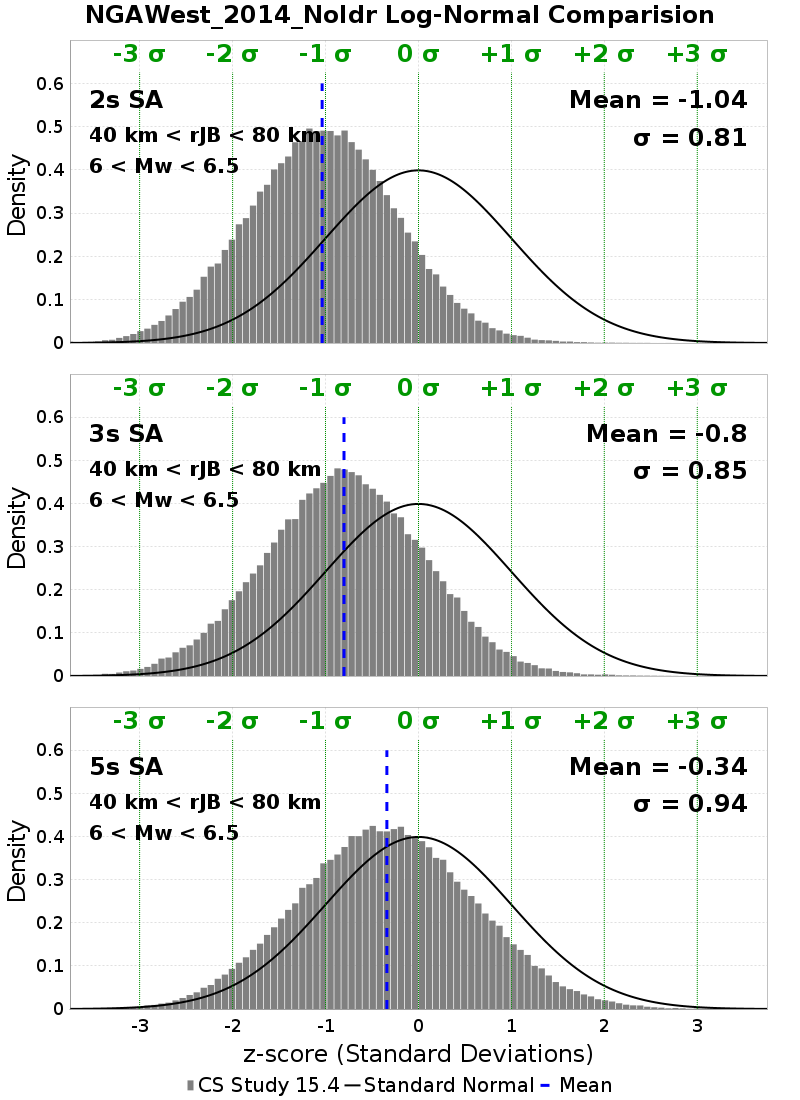 NGAWest_2014_NoIdr Log-Normal Comparision
-3 σ -2 σ -1 σ 0 σ +1 σ +2 σ +3 σ
2s SA
Mean = -1.04
40 km < rJB < 80 km
σ = 0.81
6 < Mw < 6.5
Density
0.6
0.5
0.4
0.3
0.2
0.1
0
-3 σ -2 σ -1 σ 0 σ +1 σ +2 σ +3 σ
3s SA
Mean = -0.8
40 km < rJB < 80 km
σ = 0.85
6 < Mw < 6.5
Density
0.6
0.5
0.4
0.3
0.2
0.1
0
-3 σ -2 σ -1 σ 0 σ +1 σ +2 σ +3 σ
5s SA
Mean = -0.34
40 km < rJB < 80 km
σ = 0.94
6 < Mw < 6.5
Density
0.6
0.5
0.4
0.3
0.2
0.1
0
-3 -2 -1 0 1 2 3
z-score (Standard Deviations)
CS Study 15.4 Standard Normal Mean